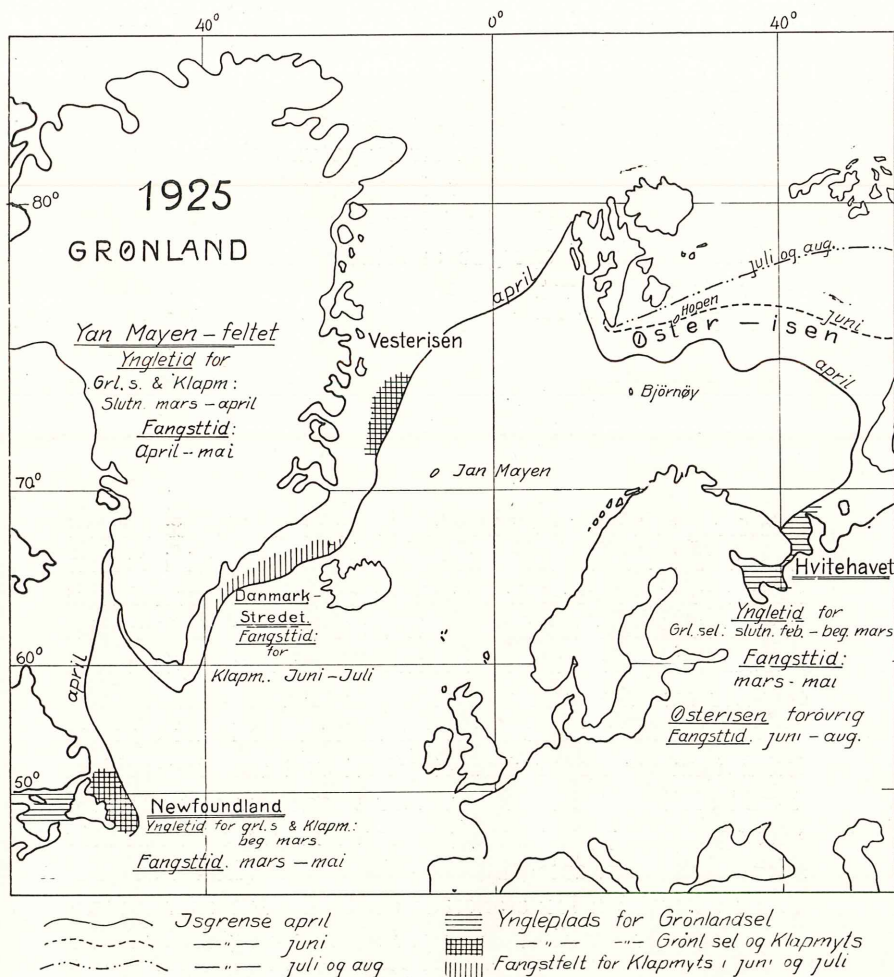 40°
0°
40°
80°
1925
GRØNLAND
april
Juli og aug
Hopen
Juni
Øster – isen
april
Yan Mayen – feltet
Yngletid for
Grl. s. & Klapm:
Slutn. mars – april
Fangsttid:
April – mai
Vesterisén
Björnøy
Jan Mayen
70°
Hvitehavet
Danmark-
Stredet.
Fangsttid:
for
Klapm.. Juni – Juli
Yngletid for
Grl. sel: slutn. feb. – beg. mars
Fangsttid:
mars - mai
Østerisen forövrig
Fangsttid. juni – aug.
60°
april
50°
Newfoundland
Yngletid for grl. s & Klapm.:
beg mars.
Fangsttid. mars – mai
Isgrense april
— " — juni
— " — juli og aug
Yngleplads for Grönlandsel
— " — -"- Grönl sel og Klapmyts
Fangstfelt for Klapmyts i juni og juli